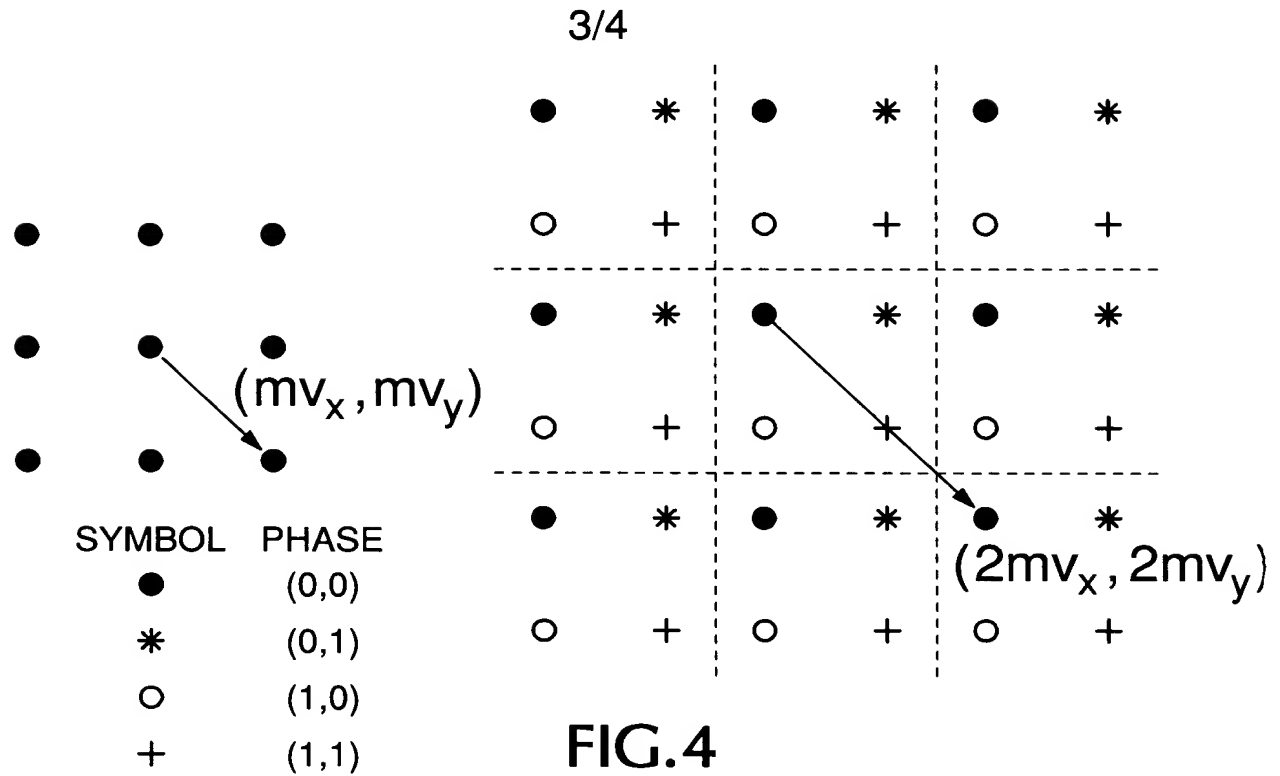 3/4
(mvx, mvy)
(2mvx, 2mvy)
SYMBOL PHASE
● (0,0)
✳ (0,1)
○ (1,0)
+ (1,1)
FIG.4